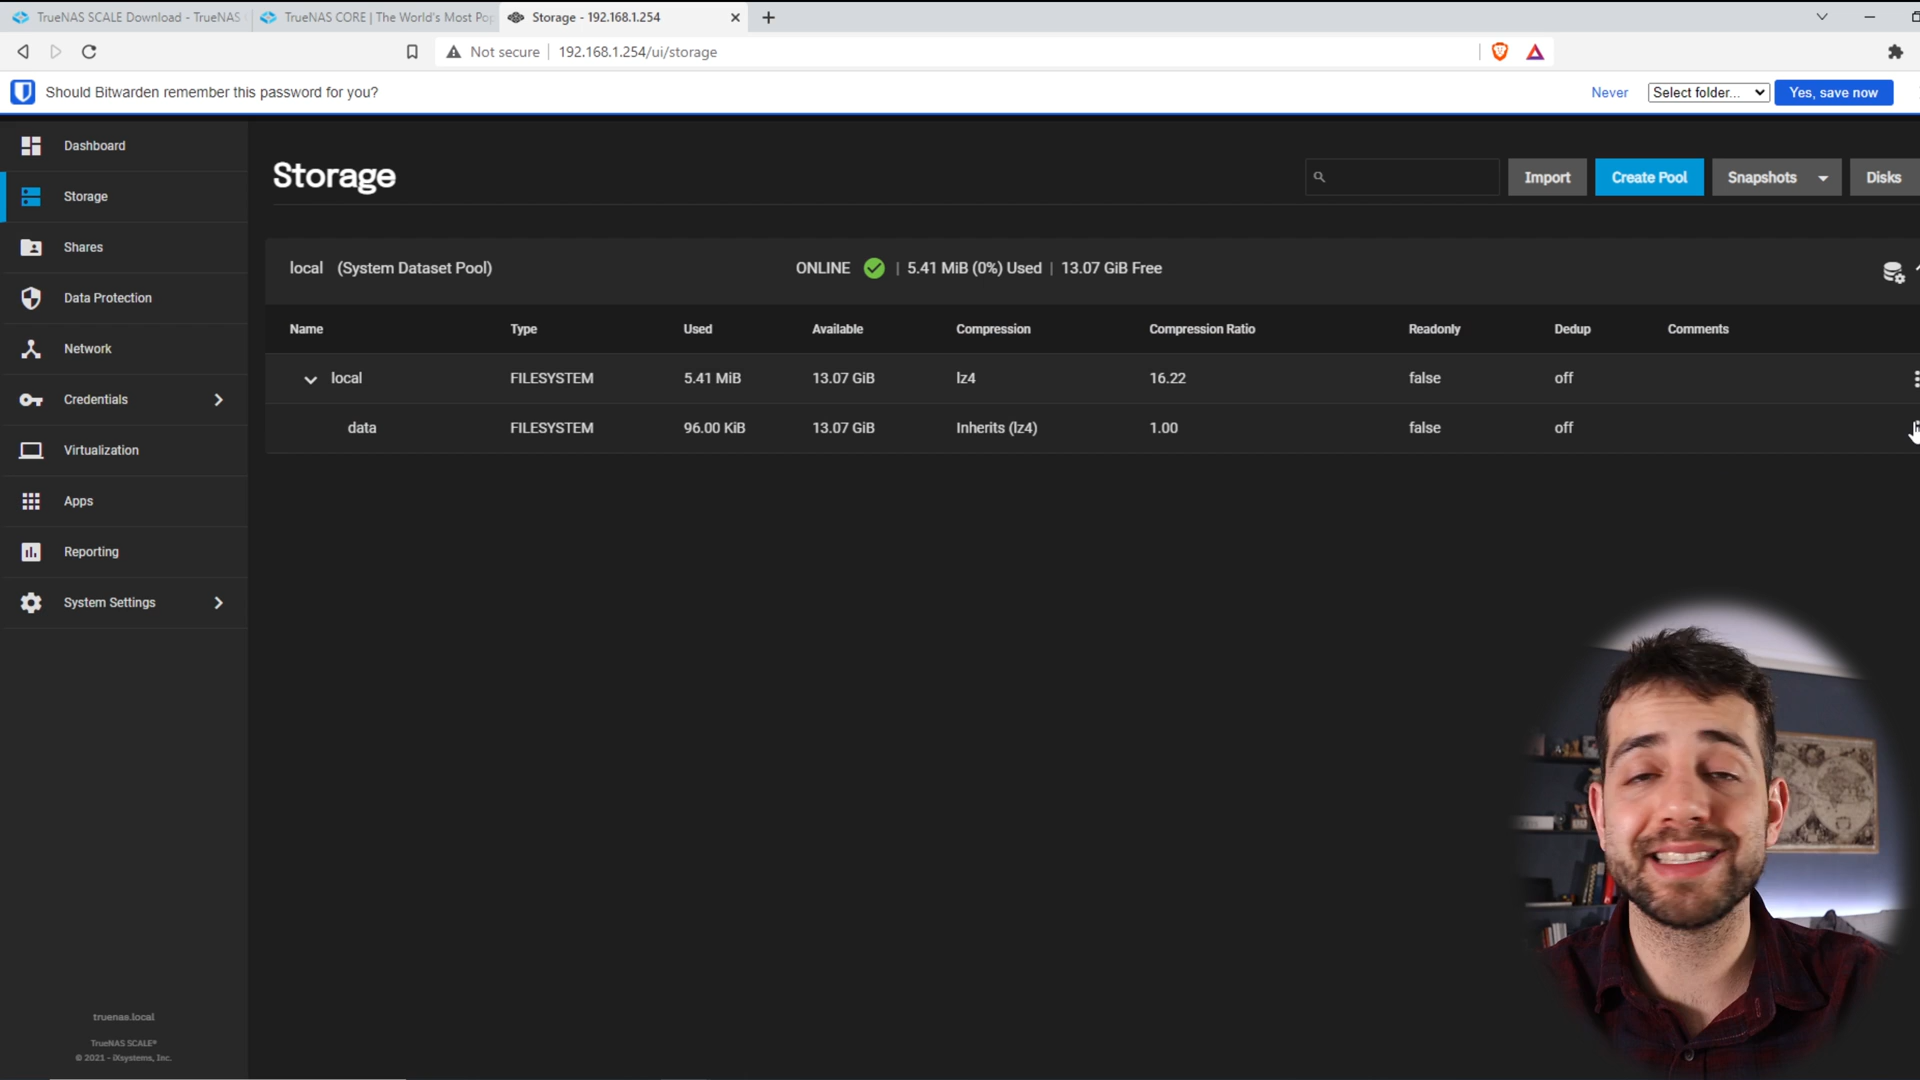 TrueNAS SCALE Download - TrueNAS
TrueNAS CORE | The World's Most Pop
Storage - 192.168.1.254
Not secure
192.168.1.254/ui/storage
Should Bitwarden remember this password for you?
Never
Select folder...
Yes, save now
Dashboard
Storage
Shares
Data Protection
Network
Credentials
Virtualization
Apps
Reporting
System Settings
truenas.local
TrueNAS SCALE®
© 2021 - iXsystems, Inc.
Storage
Import
Create Pool
Snapshots
Disks
local (System Dataset Pool)
ONLINE | 5.41 MiB (0%) Used | 13.07 GiB Free
Name Type Used Available Compression Compression Ratio Readonly Dedup Comments
local FILESYSTEM 5.41 MiB 13.07 GiB lz4 16.22 false off
data FILESYSTEM 96.00 KiB 13.07 GiB Inherits (lz4) 1.00 false off